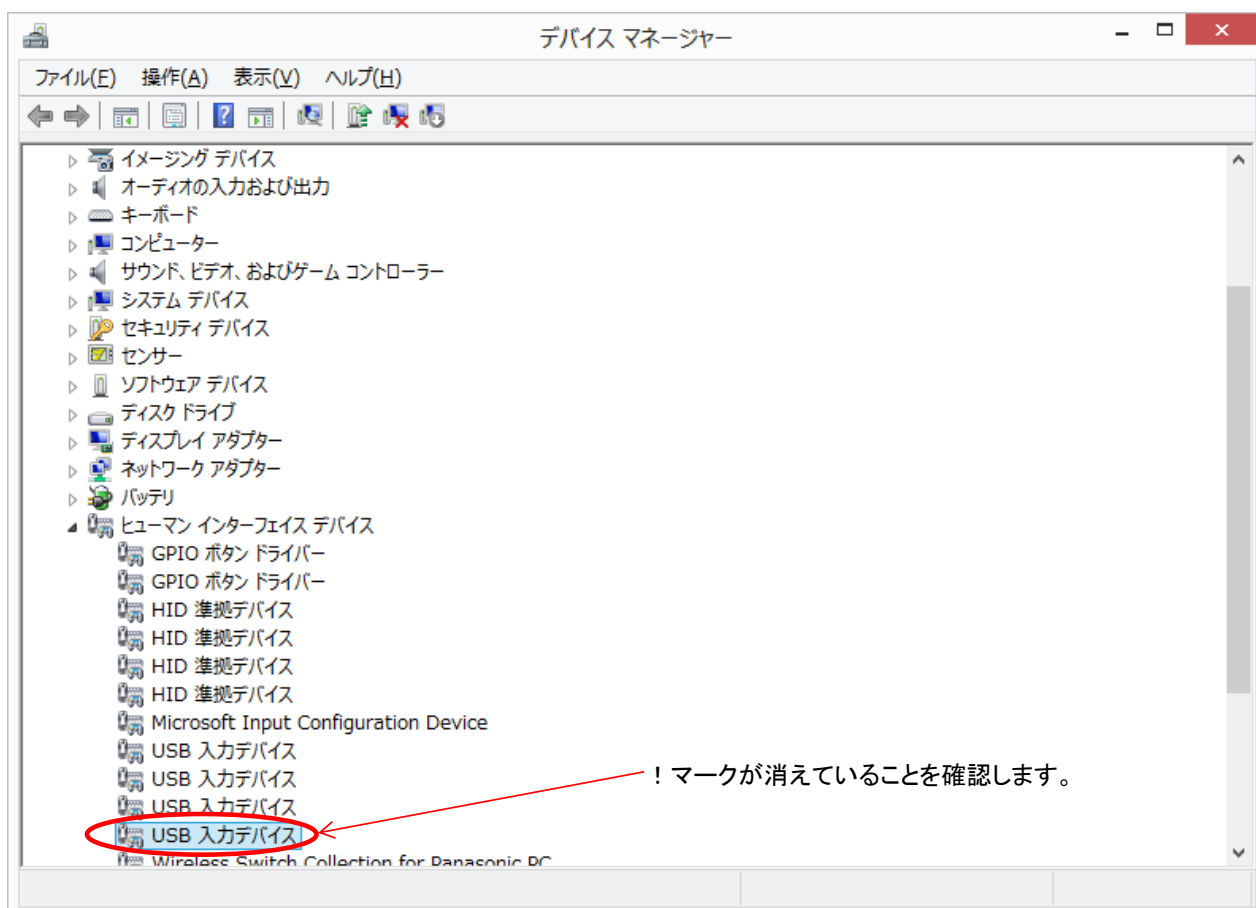 デバイス マネージャー
ファイル(F) 操作(A) 表示(V) ヘルプ(H)
イメージング デバイス
オーディオの入力および出力
キーボード
コンピューター
サウンド、ビデオ、およびゲーム コントローラー
システム デバイス
セキュリティ デバイス
センサー
ソフトウェア デバイス
ディスク ドライブ
ディスプレイ アダプター
ネットワーク アダプター
バッテリ
ヒューマン インターフェイス デバイス
GPIO ボタン ドライバー
GPIO ボタン ドライバー
HID 準拠デバイス
HID 準拠デバイス
HID 準拠デバイス
HID 準拠デバイス
Microsoft Input Configuration Device
USB 入力デバイス
USB 入力デバイス
USB 入力デバイス
USB 入力デバイス
Wireless Switch Collection for Panasonic PC
！マークが消えていることを確認します。